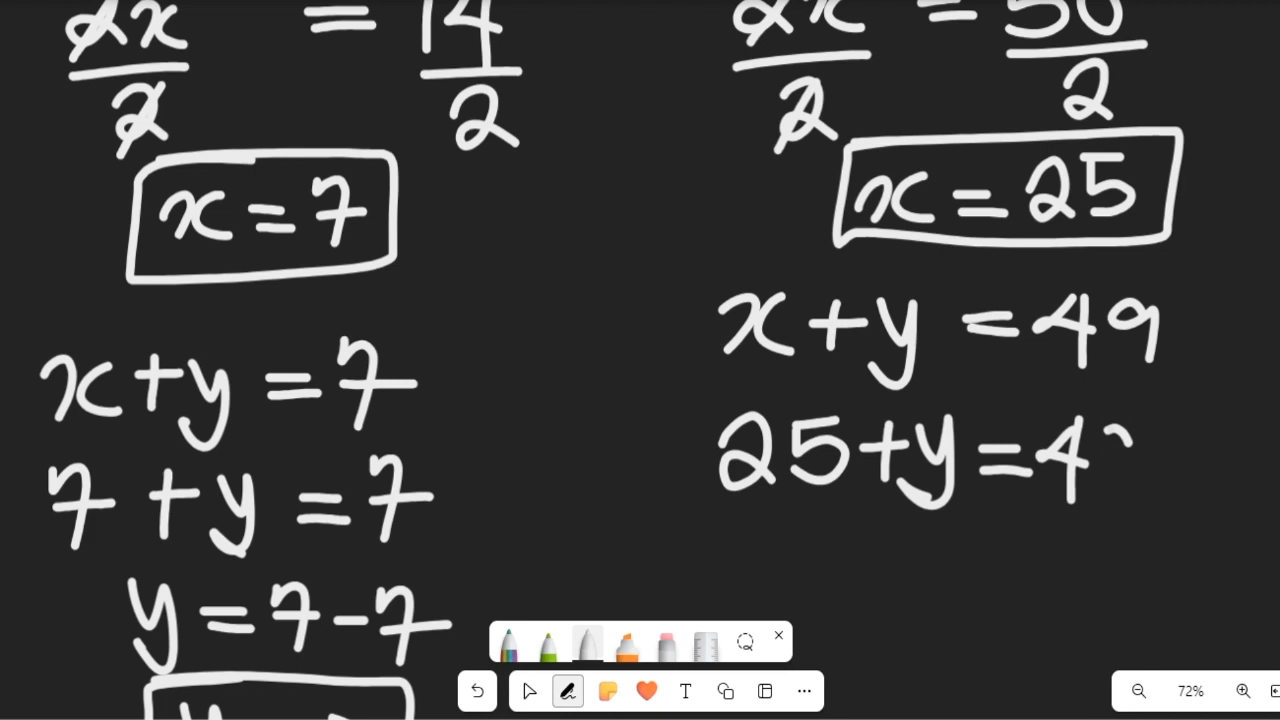 2x = 14
2 2
x = 7
x + y = 7
7 + y = 7
y = 7 - 7
2x = 50
2 2
x = 25
x + y = 49
25 + y = 4
T
72%